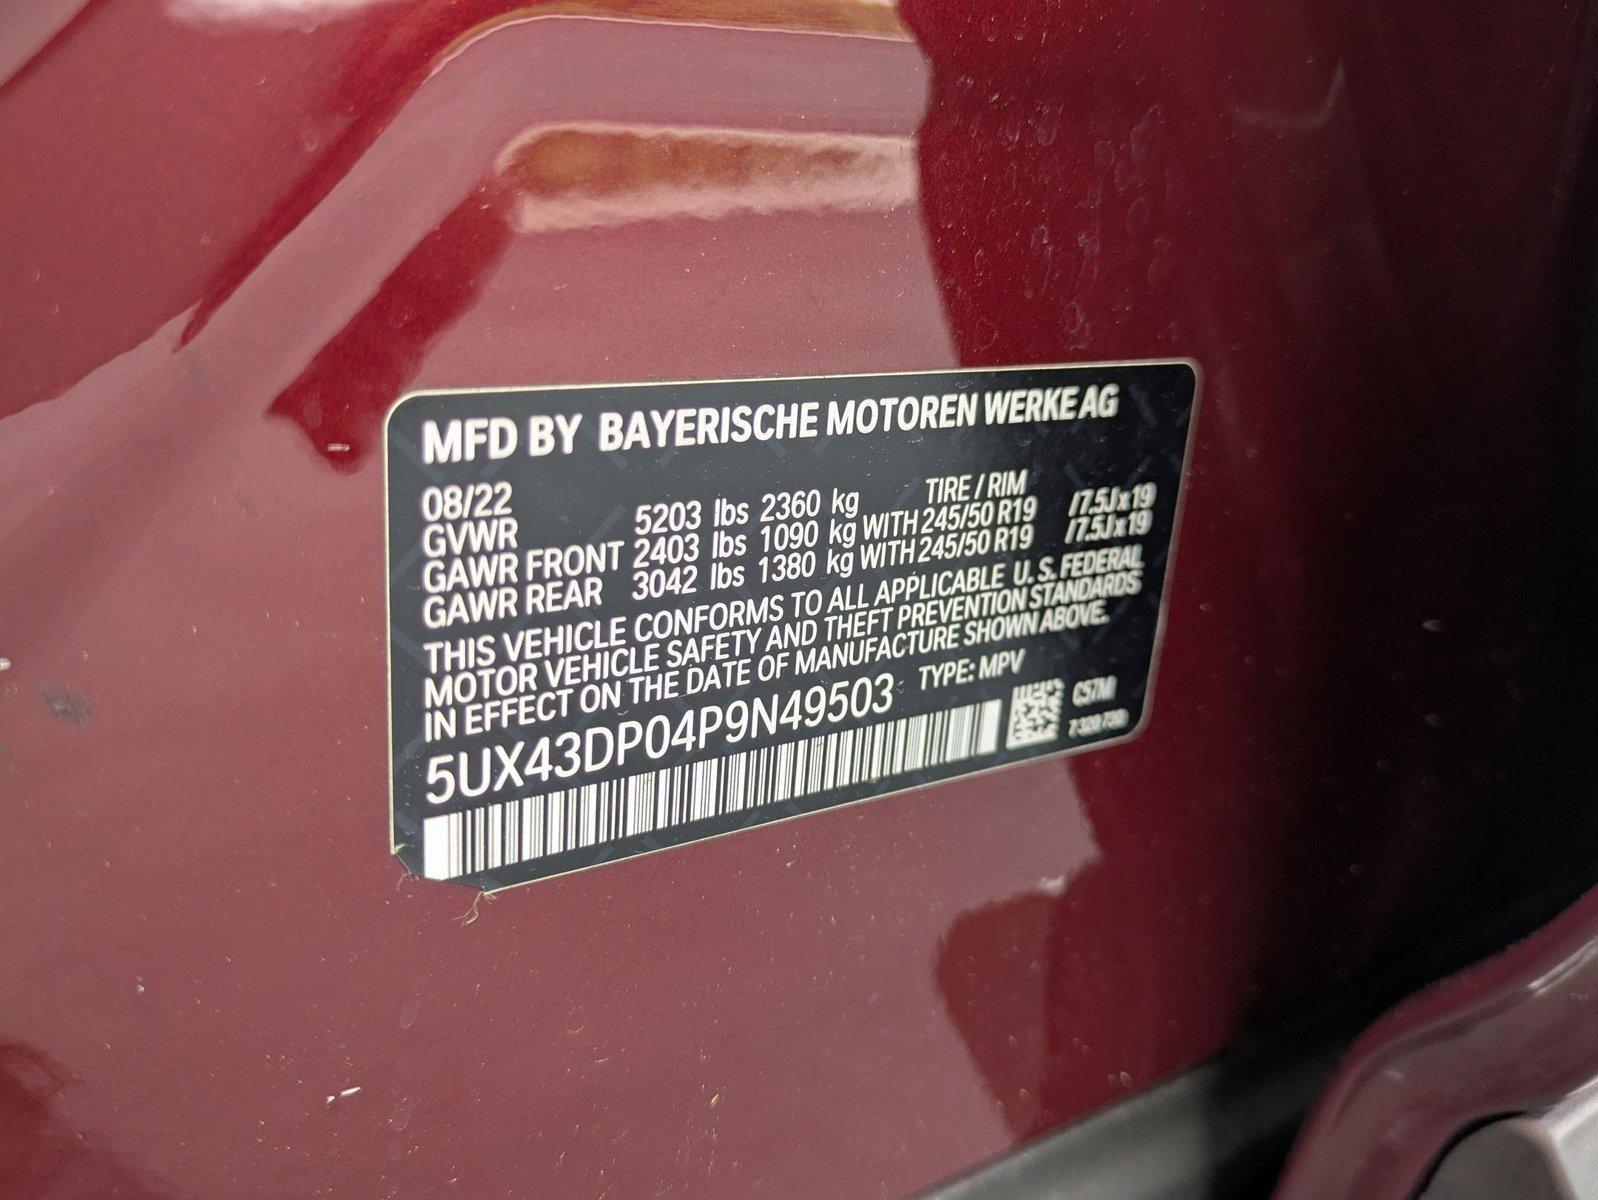 MFD BY BAYERISCHE MOTOREN WERKE AG
08/22 TIRE / RIM
GVWR 5203 lbs 2360 kg
GAWR FRONT 2403 lbs 1090 kg WITH 245/50 R19 /7.5Jx19
GAWR REAR 3042 lbs 1380 kg WITH 245/50 R19 /7.5Jx19
THIS VEHICLE CONFORMS TO ALL APPLICABLE U. S. FEDERAL
MOTOR VEHICLE SAFETY AND THEFT PREVENTION STANDARDS
IN EFFECT ON THE DATE OF MANUFACTURE SHOWN ABOVE.
5UX43DP04P9N49503 TYPE: MPV
C57M